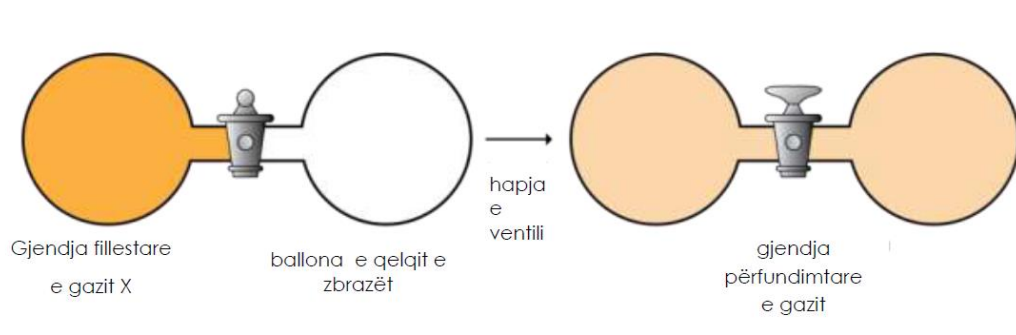 Gjendja fillestare
e gazit X
ballona e qelqit e
zbrazët
hapja
e
ventili
gjendja
përfundimtare
e gazit